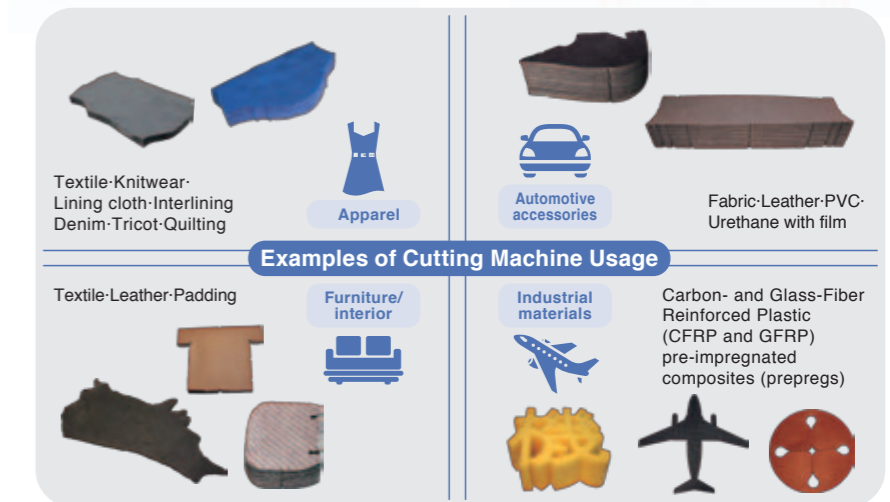 Textile·Knitwear·
Lining cloth·Interlining
Denim·Tricot·Quilting
Apparel
Automotive
accessories
Fabric·Leather·PVC·
Urethane with film
Examples of Cutting Machine Usage
Textile·Leather·Padding
Furniture/
interior
Industrial
materials
Carbon- and Glass-Fiber
Reinforced Plastic
(CFRP and GFRP)
pre-impregnated
composites (prepregs)